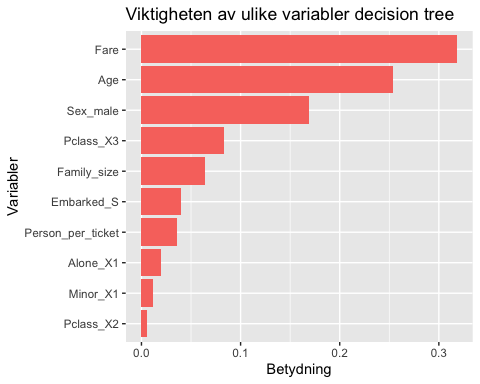 Viktigheten av ulike variabler decision tree
Variabler
Fare
Age
Sex_male
Pclass_X3
Family_size
Embarked_S
Person_per_ticket
Alone_X1
Minor_X1
Pclass_X2
0.0 0.1 0.2 0.3
Betydning